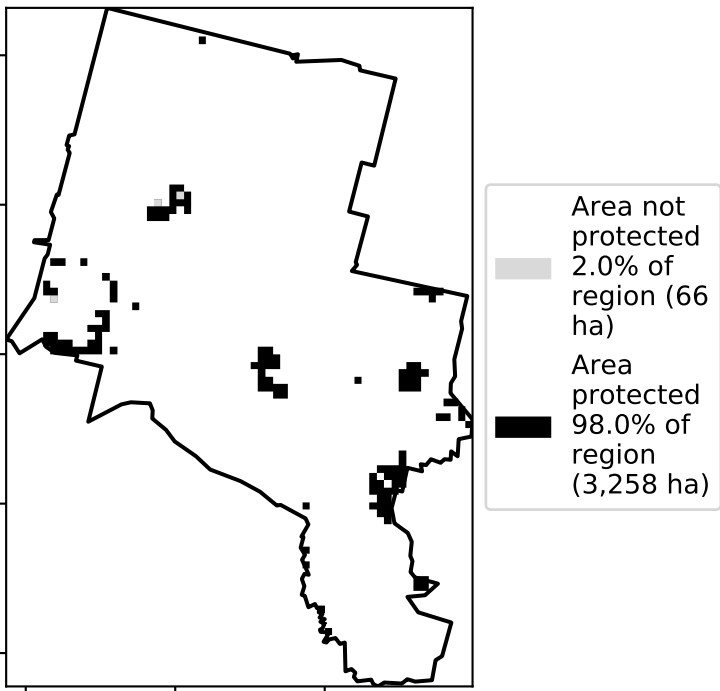 Area not
protected
2.0% of
region (66
ha)
Area
protected
98.0% of
region
(3,258 ha)